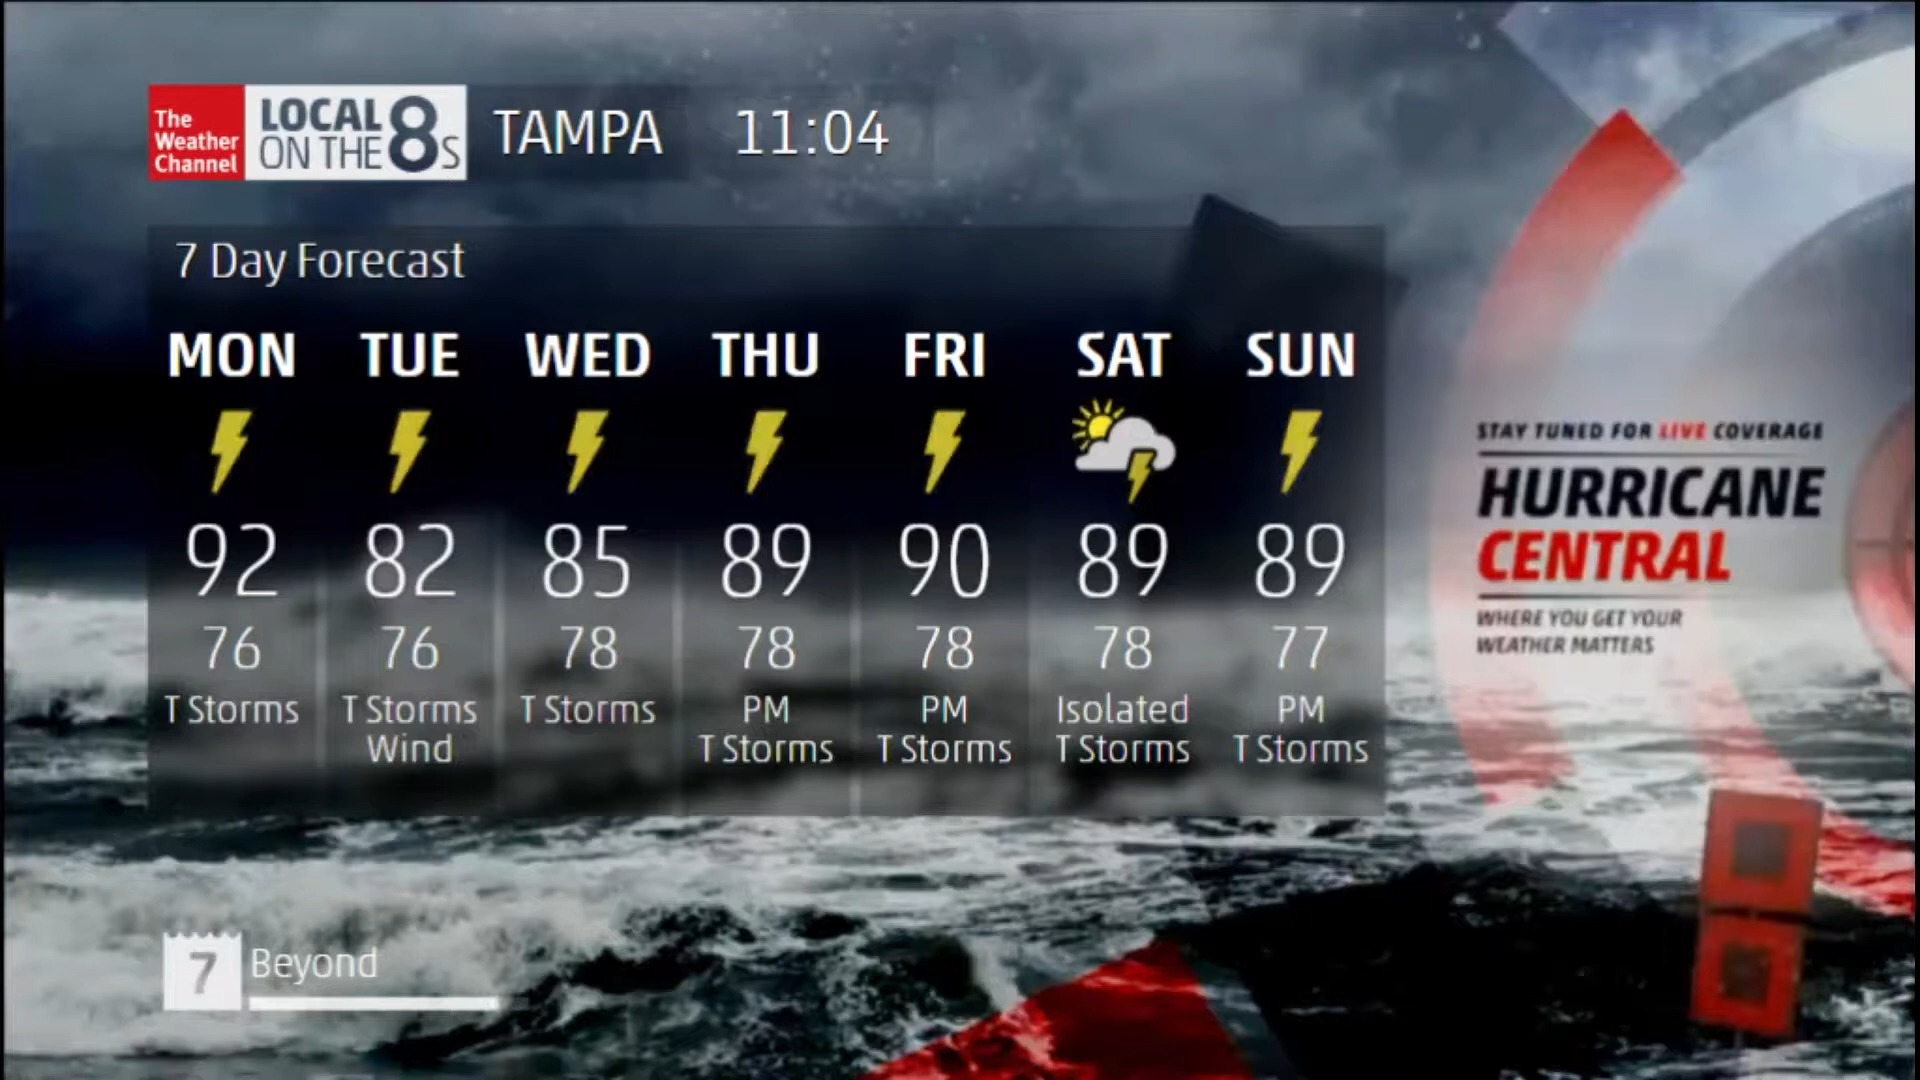 The
Weather
Channel
LOCAL
ON THE 8s
TAMPA 11:04
7 Day Forecast
MON TUE WED THU FRI SAT SUN
92 82 85 89 90 89 89
76 76 78 78 78 78 77
T Storms T Storms T Storms PM PM Isolated PM
Wind T Storms T Storms T Storms T Storms
STAY TUNED FOR LIVE COVERAGE
HURRICANE
CENTRAL
WHERE YOU GET YOUR
WEATHER MATTERS
7 Beyond